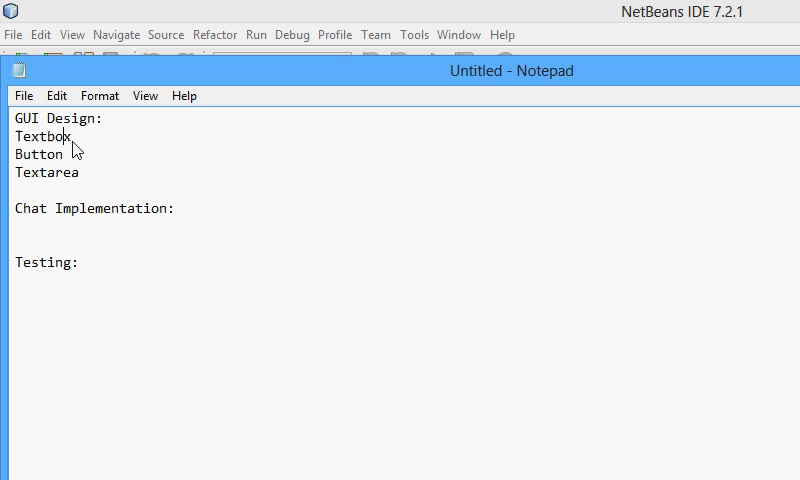 NetBeans IDE 7.2.1
File Edit View Navigate Source Refactor Run Debug Profile Team Tools Window Help
Untitled - Notepad
File Edit Format View Help
GUI Design:
Textbox
Button
Textarea
Chat Implementation:
Testing: